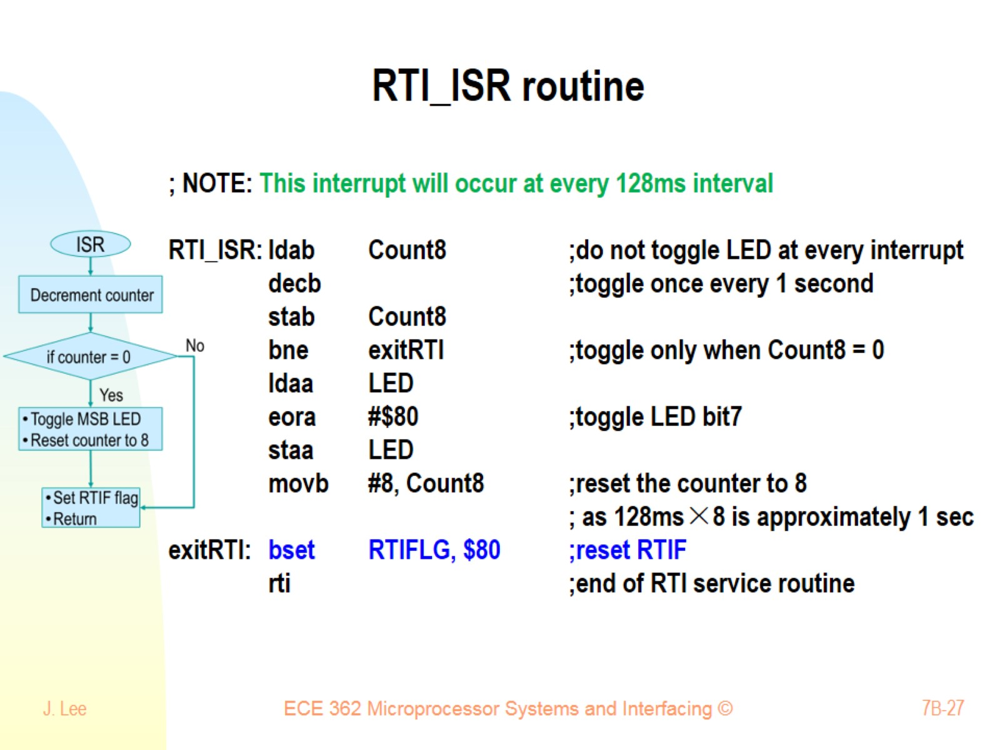 RTI_ISR routine
; NOTE: This interrupt will occur at every 128ms interval
ISR
Decrement counter
if counter = 0
No
Yes
• Toggle MSB LED
• Reset counter to 8
• Set RTIF flag
• Return
RTI_ISR: ldab Count8 ;do not toggle LED at every interrupt
decb ;toggle once every 1 second
stab Count8
bne exitRTI ;toggle only when Count8 = 0
ldaa LED
eora #$80 ;toggle LED bit7
staa LED
movb #8, Count8 ;reset the counter to 8
; as 128ms×8 is approximately 1 sec
exitRTI: bset RTIFLG, $80 ;reset RTIF
rti ;end of RTI service routine
J. Lee ECE 362 Microprocessor Systems and Interfacing © 7B-27